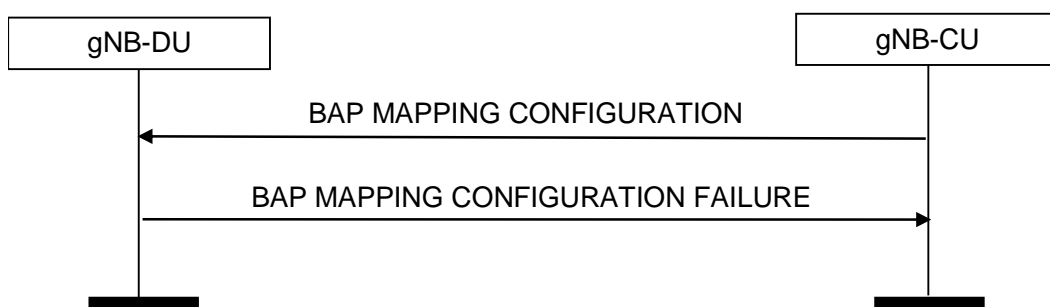 gNB-DU
gNB-CU
BAP MAPPING CONFIGURATION
BAP MAPPING CONFIGURATION FAILURE